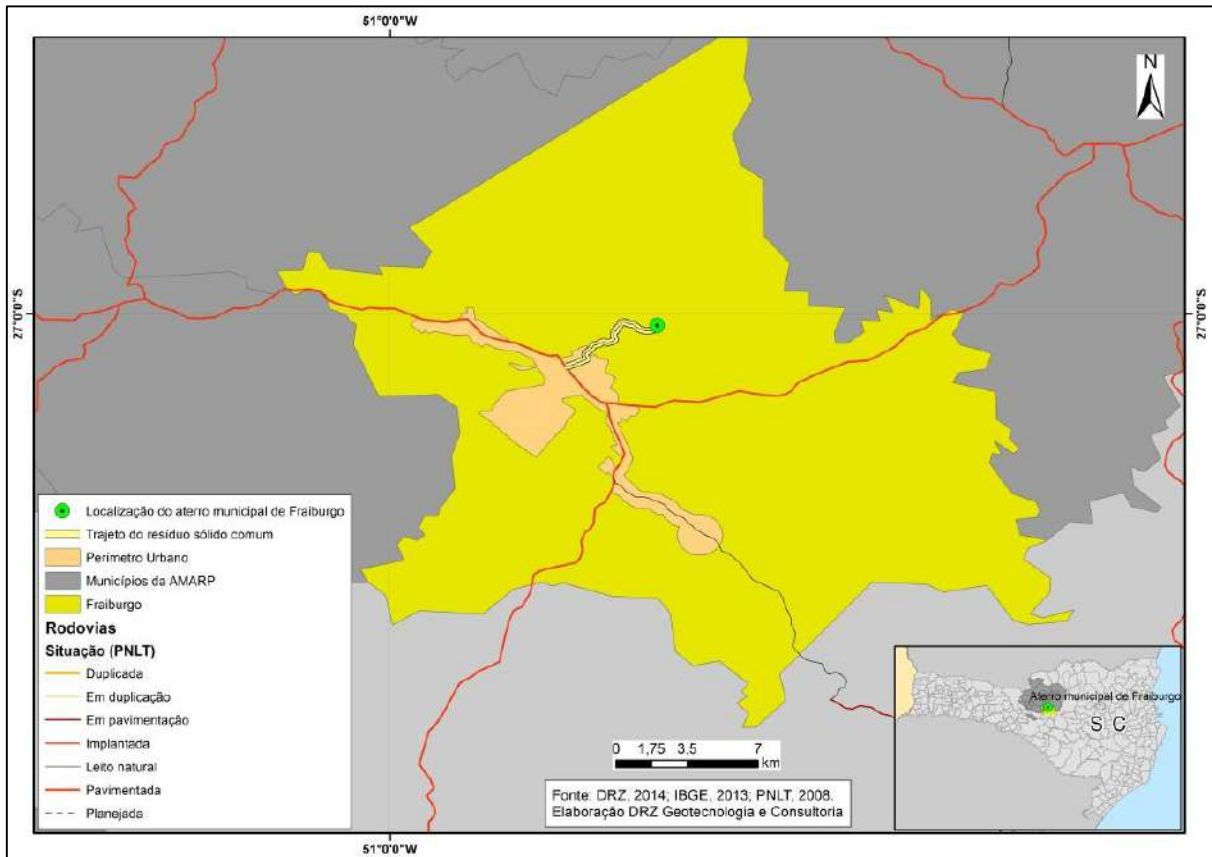 51°0'0"W
N
27°0'0"S
27°0'0"S
Localização do aterro municipal de Fraiburgo
Trajeto do resíduo sólido comum
Perímetro Urbano
Municípios da AMARP
Fraiburgo
Rodovias
Situação (PNLT)
Duplicada
Em duplicação
Em pavimentação
Implantada
Leito natural
Pavimentada
Planejada
0 1,75 3,5 7
km
Fonte: DRZ, 2014; IBGE, 2013; PNLT, 2008.
Elaboração DRZ Geotecnologia e Consultoria
Aterro municipal de Fraiburgo
S C
51°0'0"W